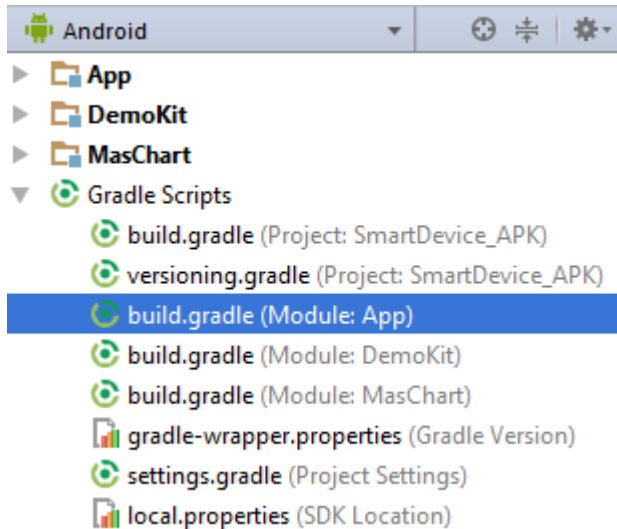 Android
App
DemoKit
MasChart
Gradle Scripts
build.gradle (Project: SmartDevice_APK)
versioning.gradle (Project: SmartDevice_APK)
build.gradle (Module: App)
build.gradle (Module: DemoKit)
build.gradle (Module: MasChart)
gradle-wrapper.properties (Gradle Version)
settings.gradle (Project Settings)
local.properties (SDK Location)